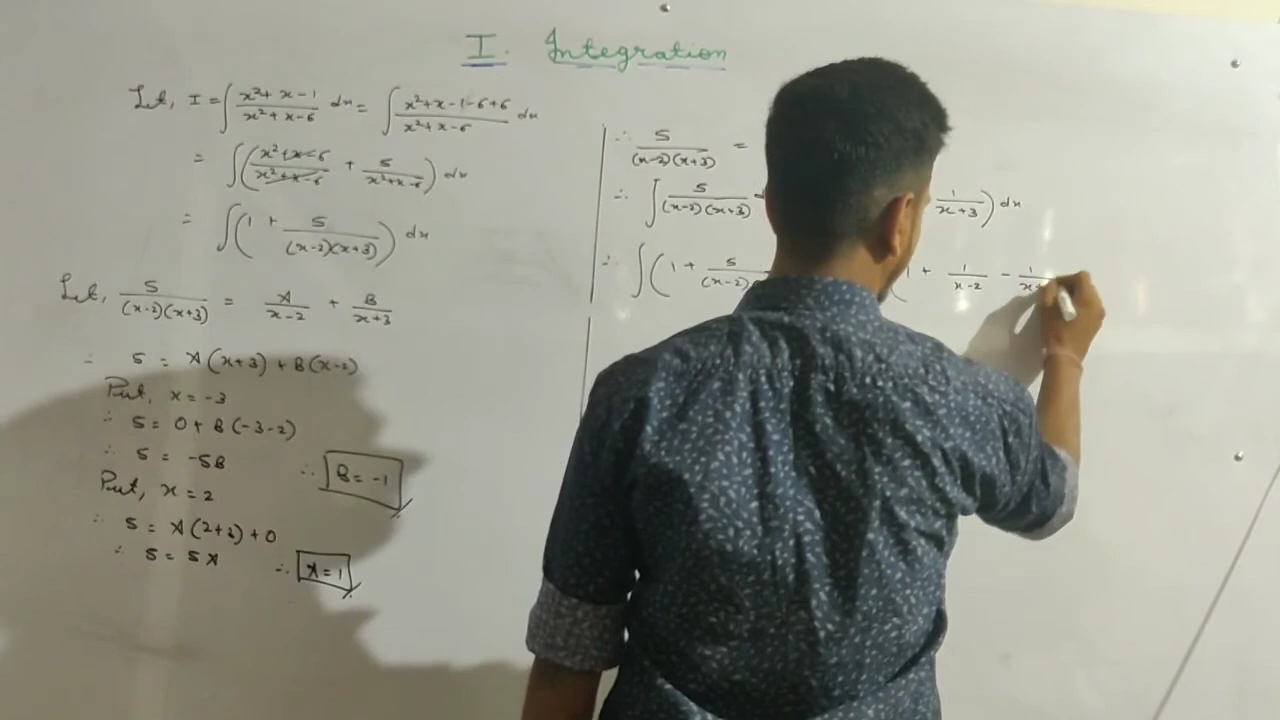 I. Integration
Let, I = ∫ (x²+x-1)/(x²+x-6) dx = ∫ (x²+x-1-6+6)/(x²+x-6) dx
= ∫ ((x²+x-6)/(x²+x-6) + 5/(x²+x-6)) dx
= ∫ (1 + 5/((x-2)(x+3))) dx
Let, 5/((x-2)(x+3)) = A/(x-2) + B/(x+3)
∴ 5 = A(x+3) + B(x-2)
Put, x = -3
∴ 5 = 0 + B(-3-2)
∴ 5 = -5B ∴ B = -1
Put, x = 2
∴ 5 = A(2+3) + 0
∴ 5 = 5A ∴ A = 1
∴ 5/((x-2)(x+3)) =
∴ ∫ 5/((x-2)(x+3)) 1/(x+3)) dx
∴ ∫ (1 + 5/((x-2) (1 + 1/(x-2) - 1/(x+